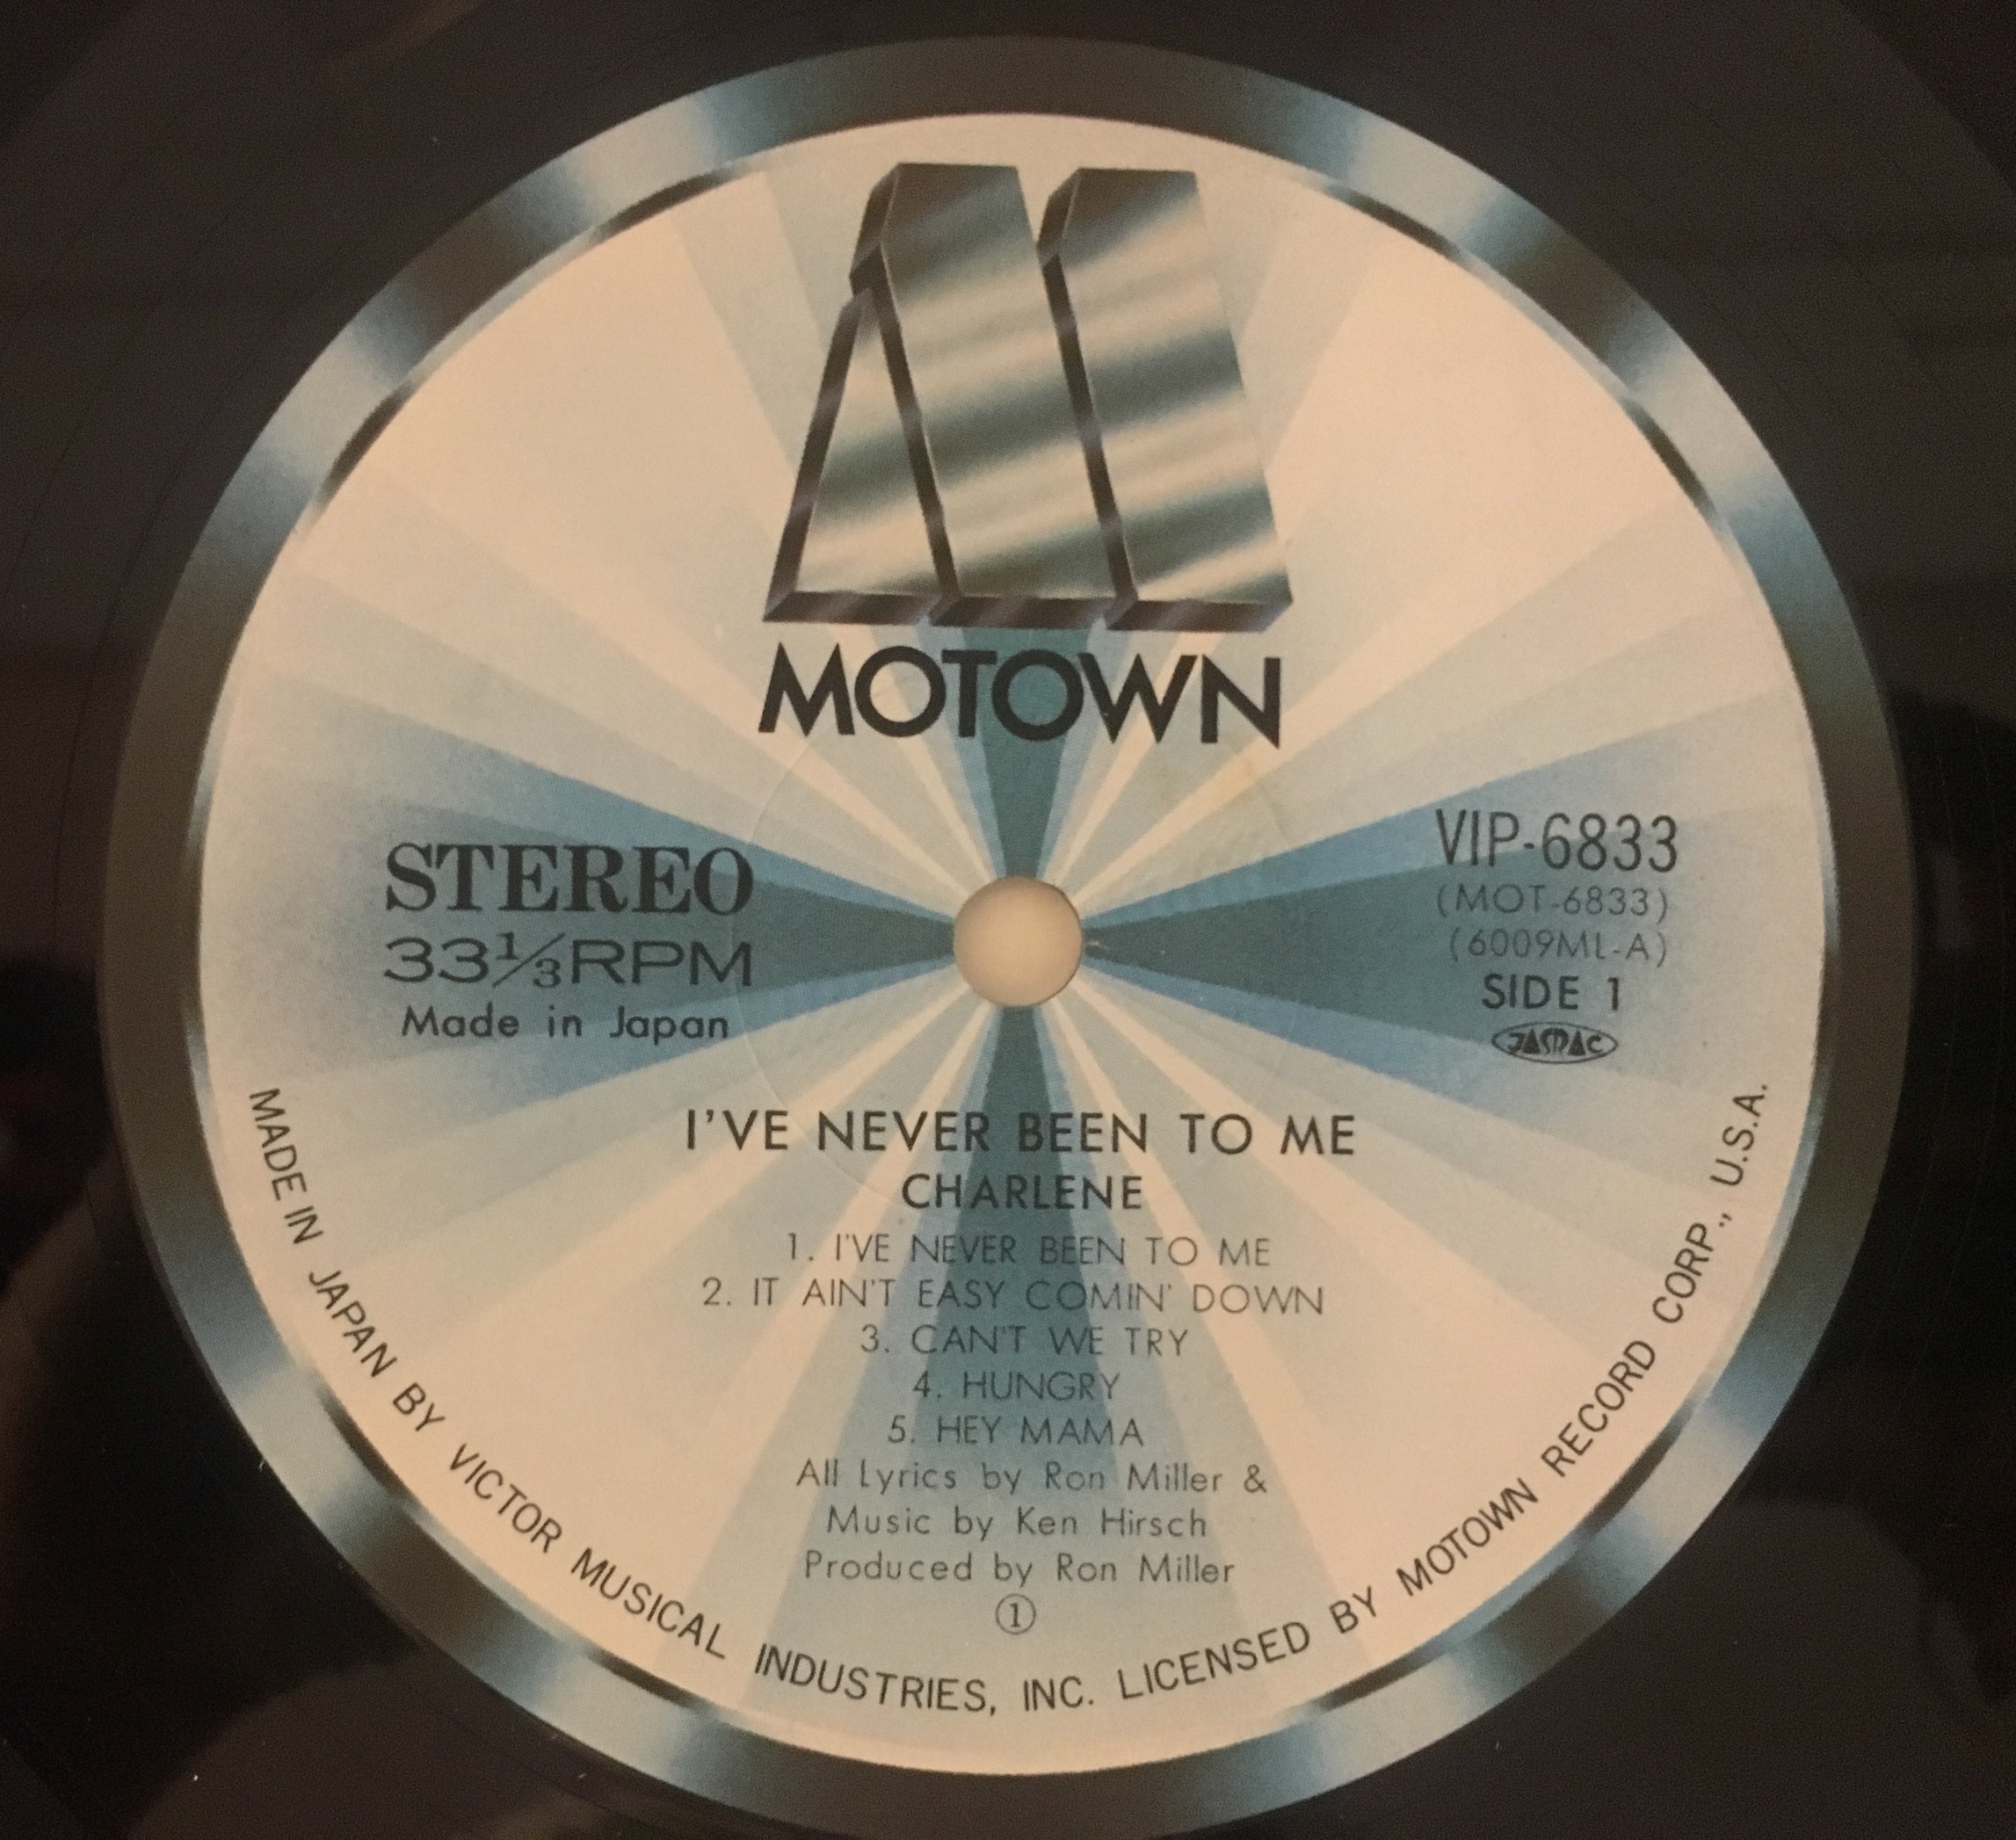 MOTOWN
STEREO
33⅓RPM
Made in Japan
VIP-6833
(MOT-6833)
(6009ML-A)
SIDE 1
JASRAC
I'VE NEVER BEEN TO ME
CHARLENE
1. I'VE NEVER BEEN TO ME
2. IT AIN'T EASY COMIN' DOWN
3. CAN'T WE TRY
4. HUNGRY
5. HEY MAMA
All Lyrics by Ron Miller &
Music by Ken Hirsch
Produced by Ron Miller
①
MADE IN JAPAN BY VICTOR MUSICAL INDUSTRIES, INC. LICENSED BY MOTOWN RECORD CORP., U.S.A.